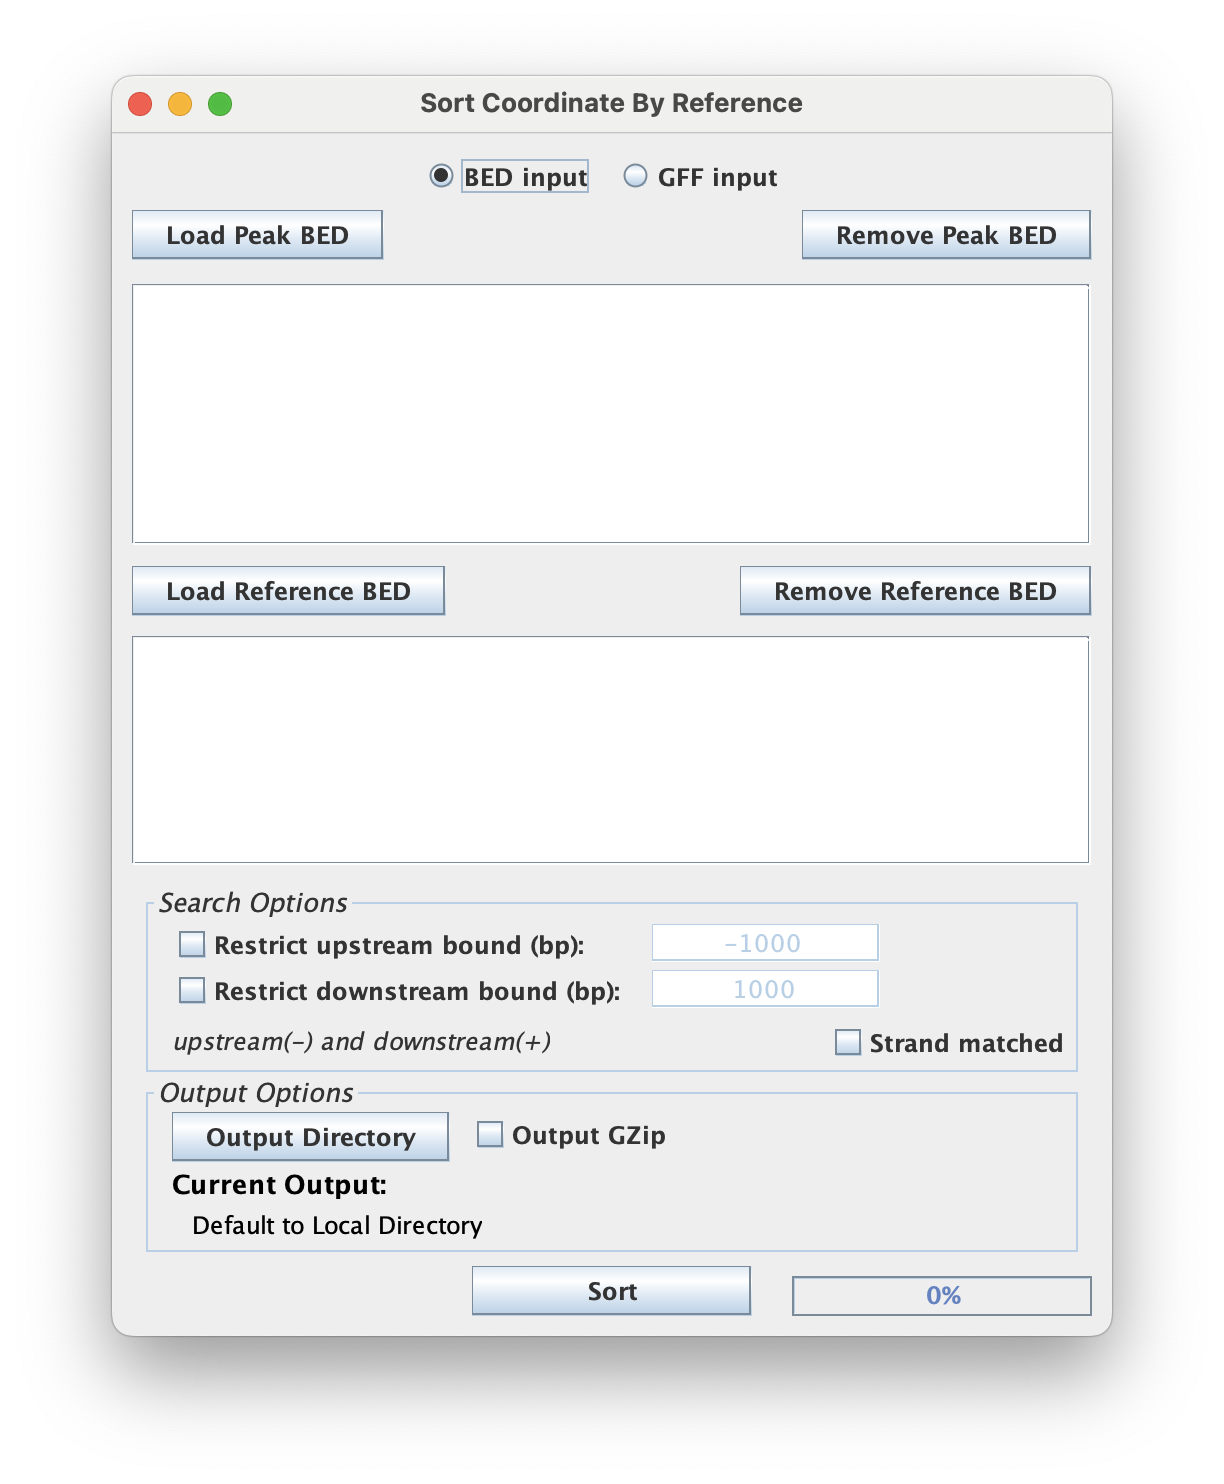 Sort Coordinate By Reference
BED input GFF input
Load Peak BED Remove Peak BED
Load Reference BED Remove Reference BED
Search Options
Restrict upstream bound (bp): -1000
Restrict downstream bound (bp): 1000
upstream(-) and downstream(+) Strand matched
Output Options
Output Directory Output GZip
Current Output:
Default to Local Directory
Sort 0%